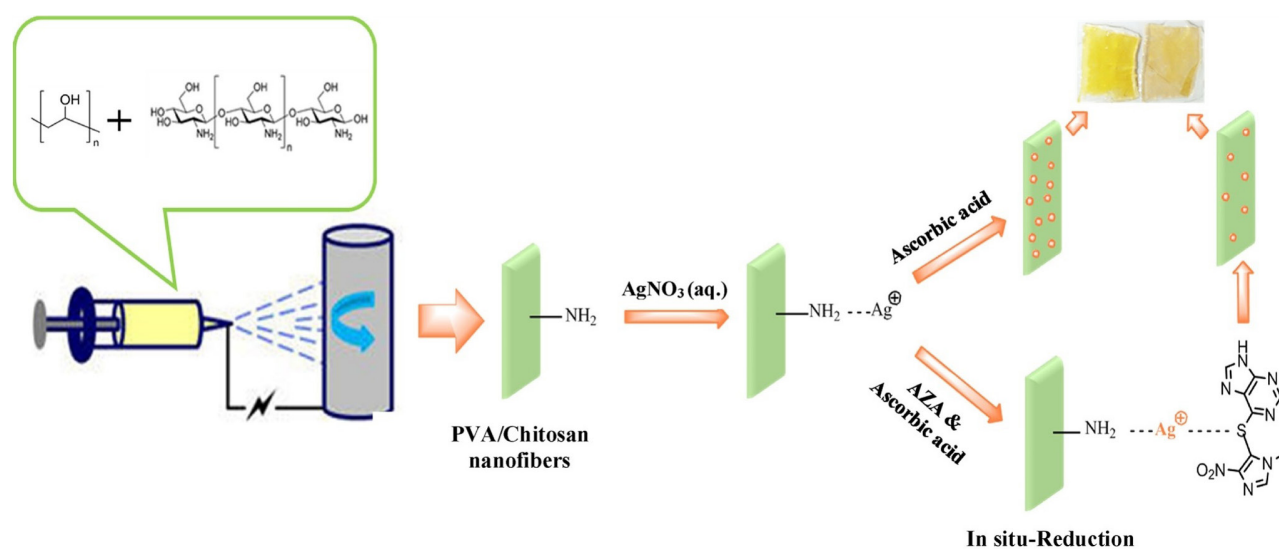 OH
n
+
OH
OH
OH
HO
O
O
O
O
O
OH
HO
HO
HO
NH₂
NH₂
NH₂
n
NH₂
AgNO₃ (aq.)
NH₂
Ag⊕
Ascorbic acid
AZA &
Ascorbic acid
PVA/Chitosan
nanofibers
NH₂
Ag⊕
H
N
N
N
N
S
O₂N
N
N
In situ-Reduction